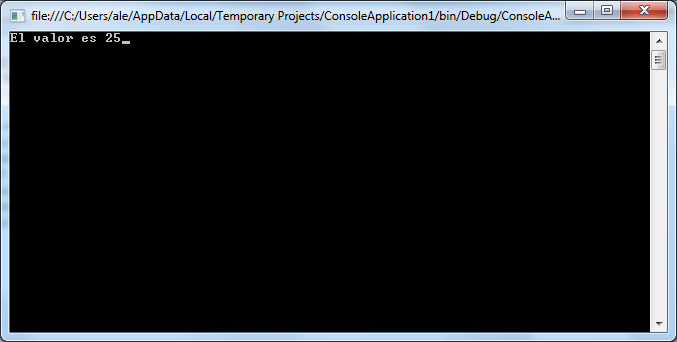 file:///C:/Users/ale/AppData/Local/Temporary Projects/ConsoleApplication1/bin/Debug/ConsoleA...
El valor es 25